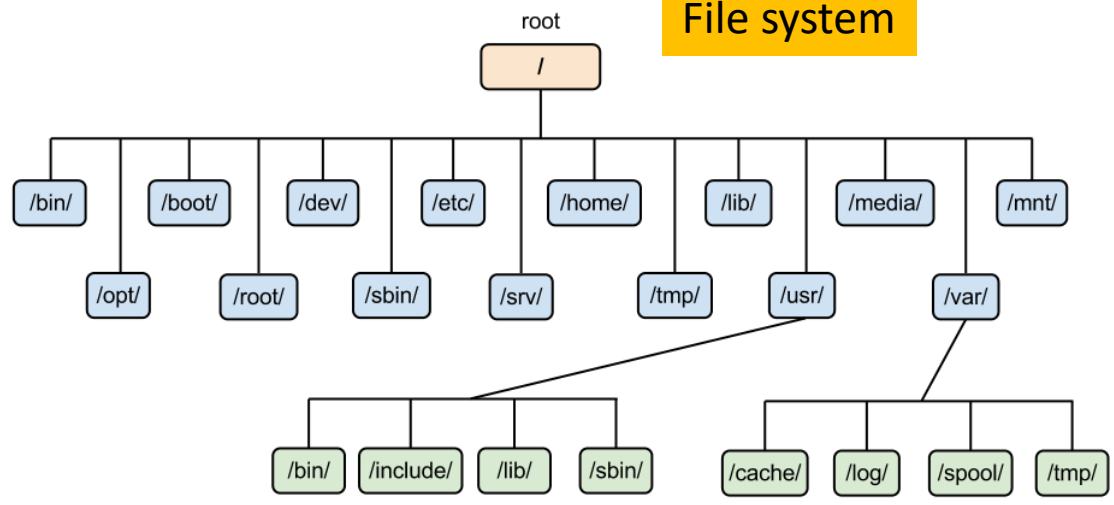 File system
root
/
/bin/ /boot/ /dev/ /etc/ /home/ /lib/ /media/ /mnt/
/opt/ /root/ /sbin/ /srv/ /tmp/ /usr/ /var/
/bin/ /include/ /lib/ /sbin/ /cache/ /log/ /spool/ /tmp/